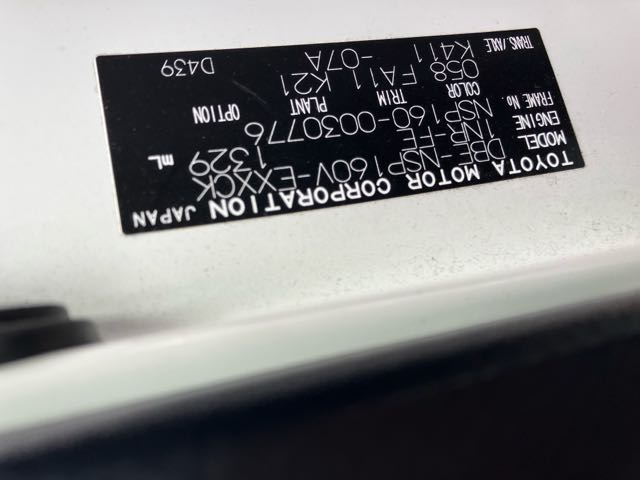 TOYOTA MOTOR CORPORATION JAPAN
MODEL DBE-NSP160V-EXXCK
ENGINE 1NR-FE 1329 mL
FRAME No. NSP160-0030776
COLOR TRIM PLANT OPTION
058 FA11 K21
TRANS./AXLE K411 -07A D439